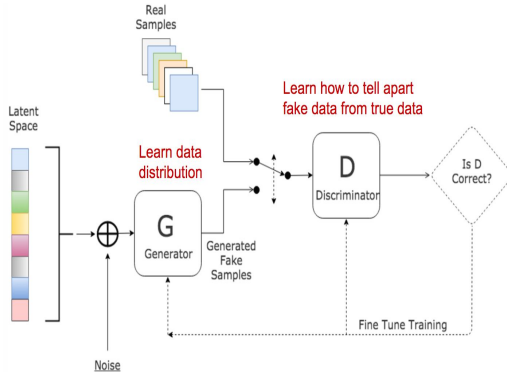 Real
Samples
Learn how to tell apart
fake data from true data
Latent
Space
Learn data
distribution
Is D
Correct?
D
Discriminator
G
Generator
Generated
Fake
Samples
Fine Tune Training
Noise